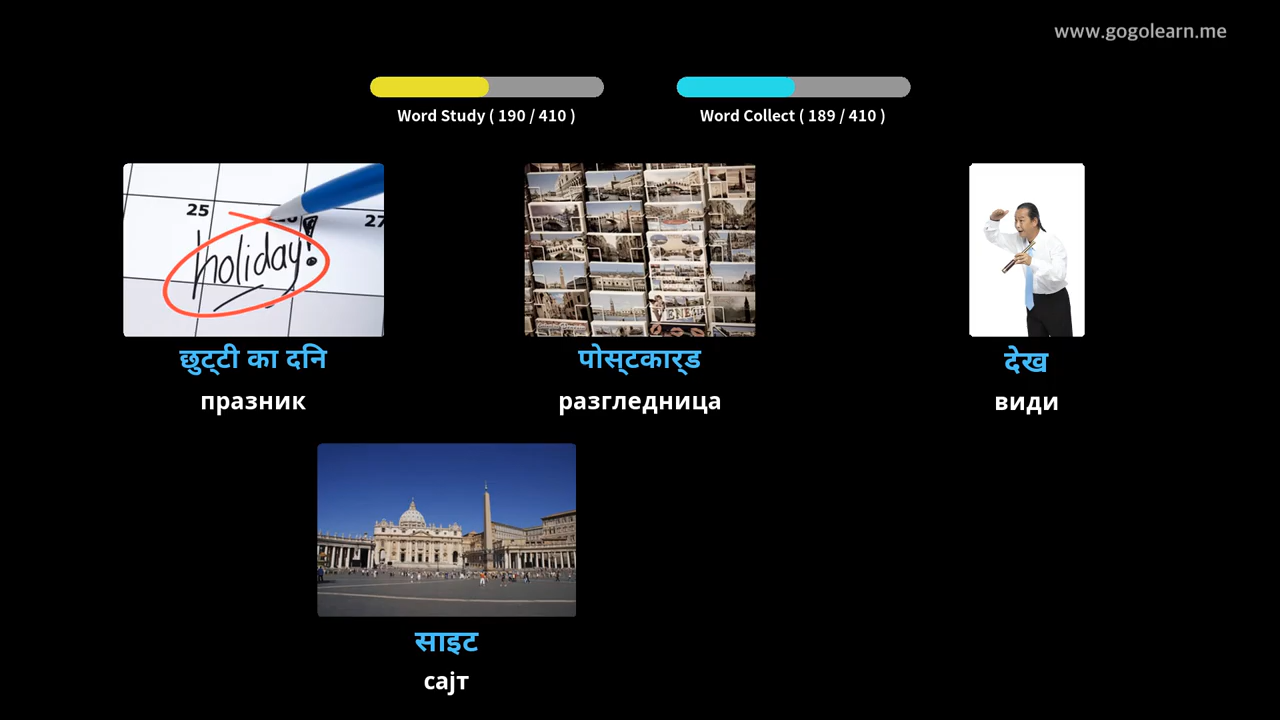 www.gogolearn.me
Word Study ( 190 / 410 )
Word Collect ( 189 / 410 )
25
27
holiday!
VENE
छुट्टी का दिन
पोस्टकार्ड
देख
празник
разгледница
види
साइट
сајт